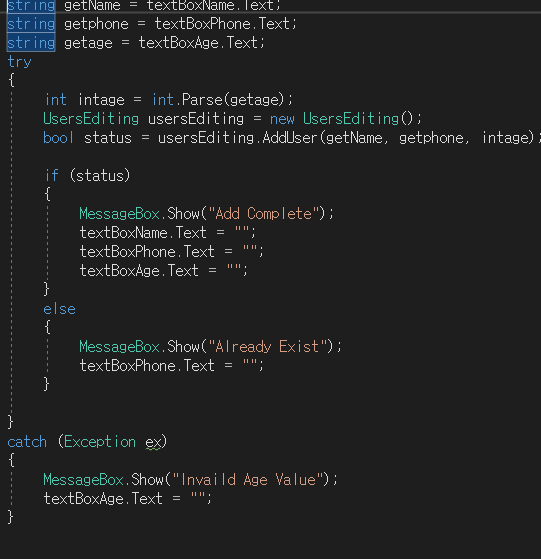 string getName = textBoxName.Text;
string getphone = textBoxPhone.Text;
string getage = textBoxAge.Text;
try
{
int intage = int.Parse(getage);
UsersEditing usersEditing = new UsersEditing();
bool status = usersEditing.AddUser(getName, getphone, intage);
if (status)
{
MessageBox.Show("Add Complete");
textBoxName.Text = "";
textBoxPhone.Text = "";
textBoxAge.Text = "";
}
else
{
MessageBox.Show("Already Exist");
textBoxPhone.Text = "";
}
}
catch (Exception ex)
{
MessageBox.Show("Invaild Age Value");
textBoxAge.Text = "";
}